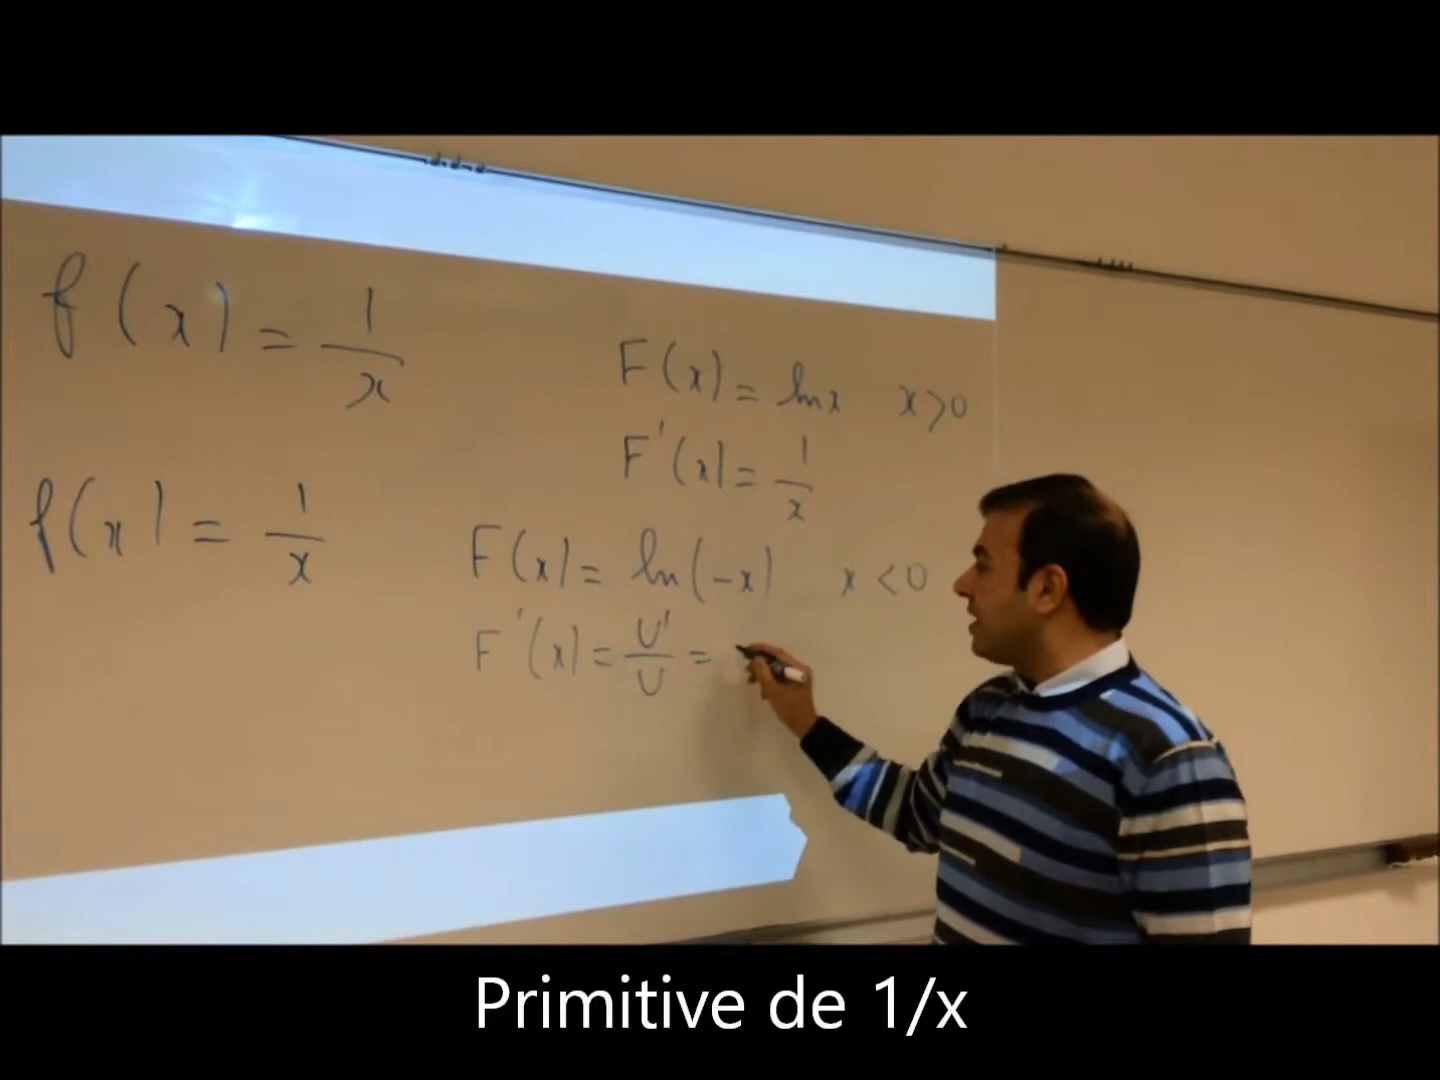 f(x) = 1/x
F(x) = ln x x>0
F'(x) = 1/x
f(x) = 1/x
F(x) = ln(-x) x<0
F'(x) = U'/U =
Primitive de 1/x